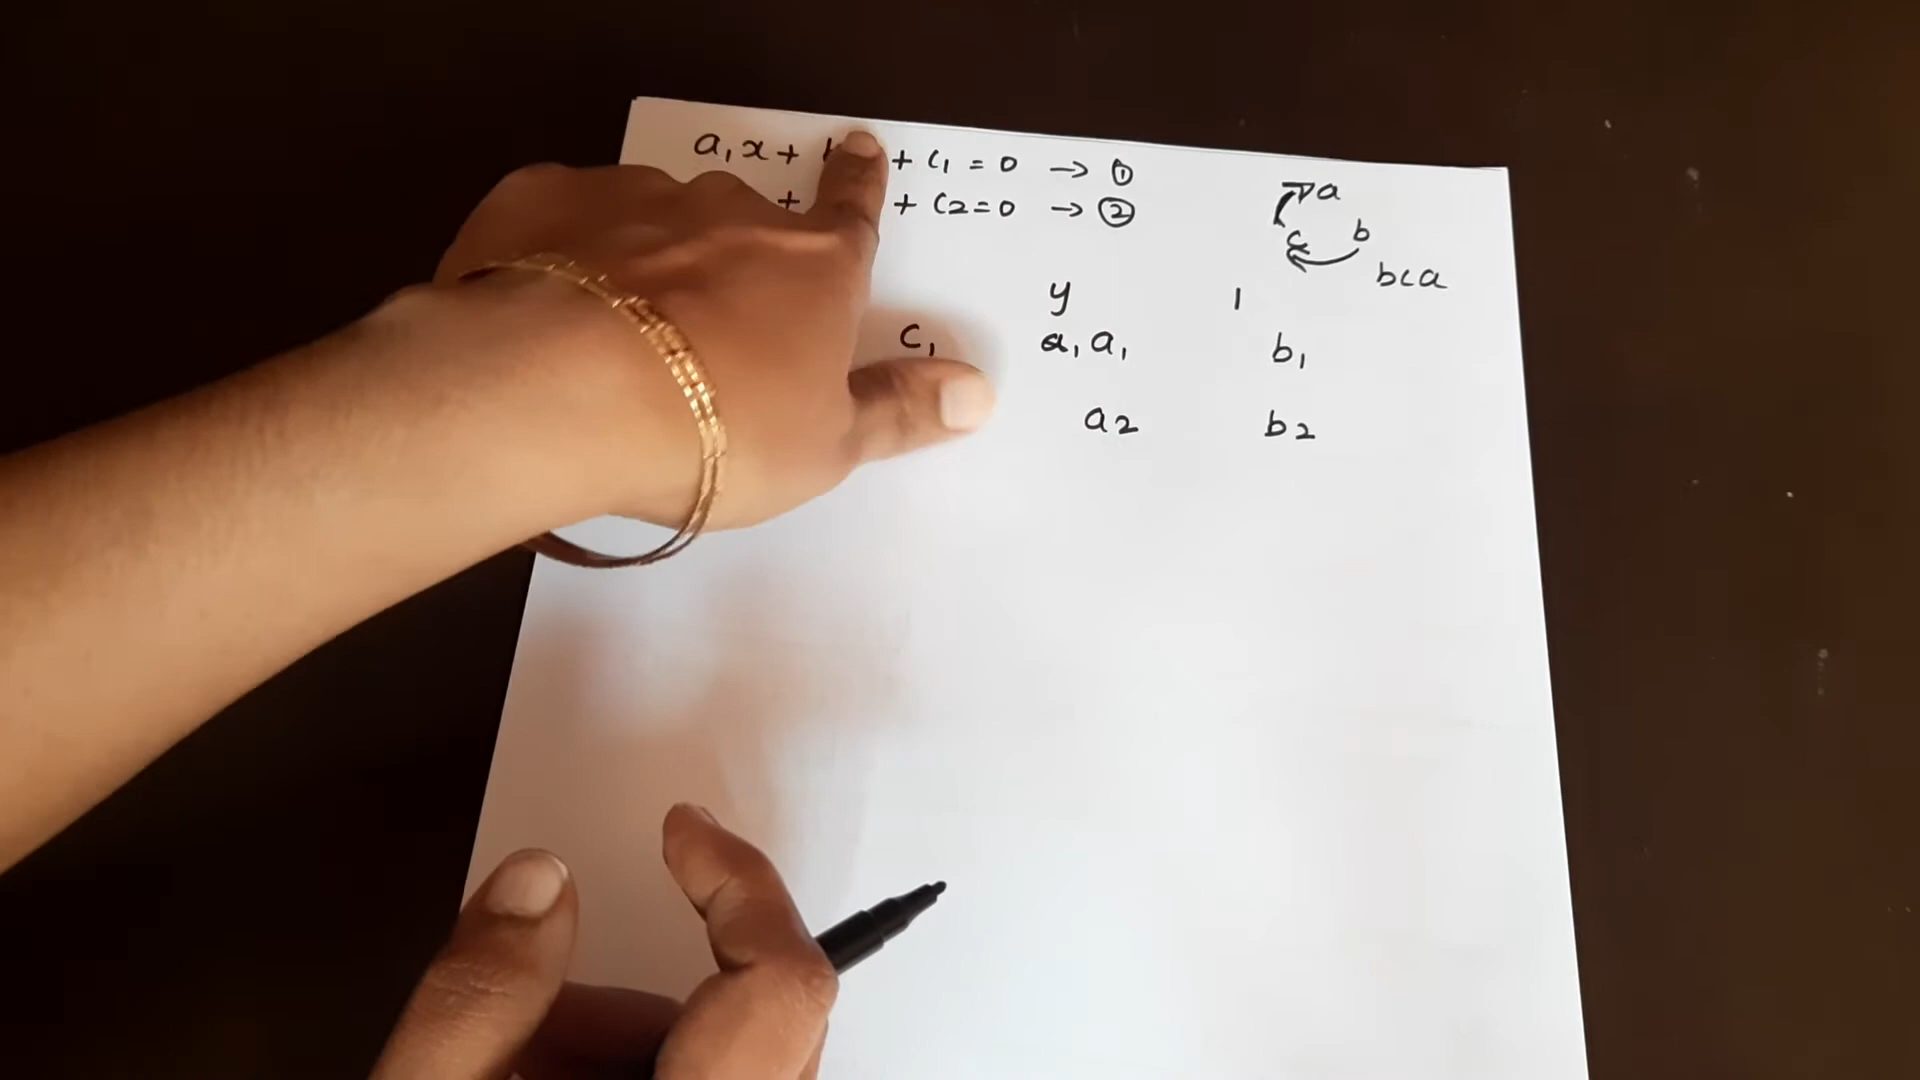 a₁x + + c₁ = 0 → ①
+ + c2=0 → ②
a
c b
bca
y 1
c₁ a₁ a₁ b₁
a2 b2